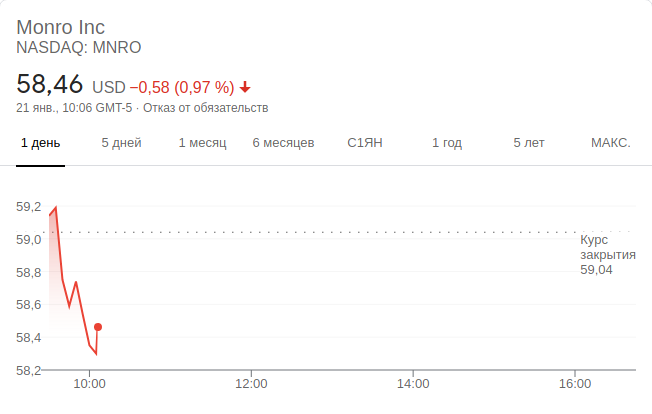 Monro Inc
NASDAQ: MNRO
58,46 USD −0,58 (0,97 %)
21 янв., 10:06 GMT-5 · Отказ от обязательств
1 день 5 дней 1 месяц 6 месяцев С1ЯН 1 год 5 лет МАКС.
59,2
59,0
Курс
закрытия
59,04
58,8
58,6
58,4
58,2
10:00 12:00 14:00 16:00